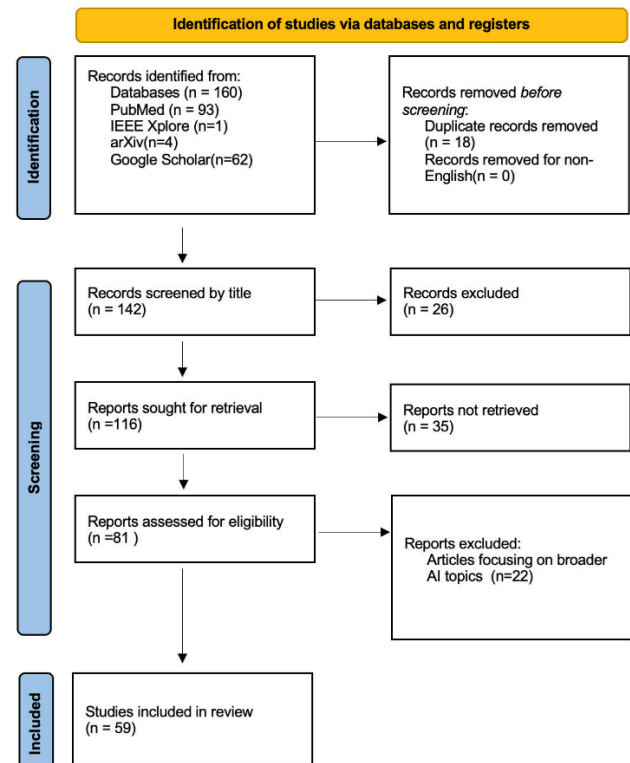 Identification of studies via databases and registers
Identification
Records identified from:
Databases (n = 160)
PubMed (n = 93)
IEEE Xplore (n=1)
arXiv(n=4)
Google Scholar(n=62)
Records removed before
screening:
Duplicate records removed
(n = 18)
Records removed for non-
English(n = 0)
Screening
Records screened by title
(n = 142)
Records excluded
(n = 26)
Reports sought for retrieval
(n =116)
Reports not retrieved
(n = 35)
Reports assessed for eligibility
(n =81 )
Reports excluded:
Articles focusing on broader
AI topics (n=22)
Included
Studies included in review
(n = 59)